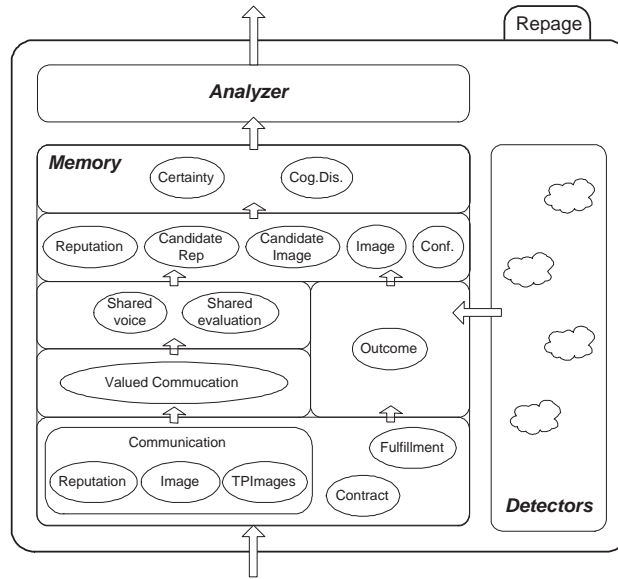 Repage
Analyzer
Memory
Certainty
Cog.Dis.
Reputation
Candidate
Rep
Candidate
Image
Image
Conf.
Shared
voice
Shared
evaluation
Outcome
Valued Commucation
Communication
Fulfillment
Reputation
Image
TPImages
Contract
Detectors